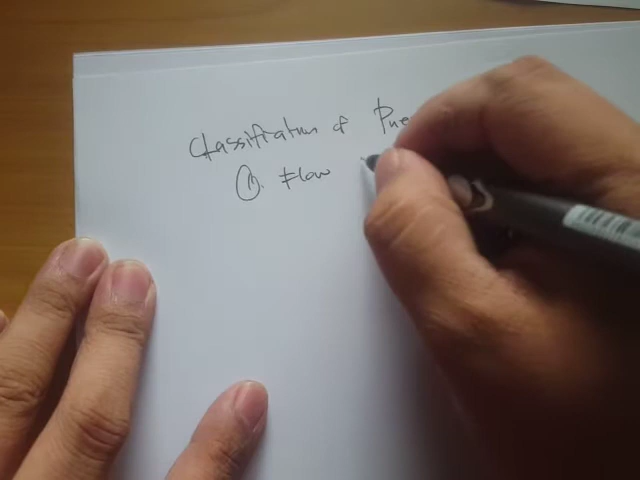 Classification of Pne
①. Flow